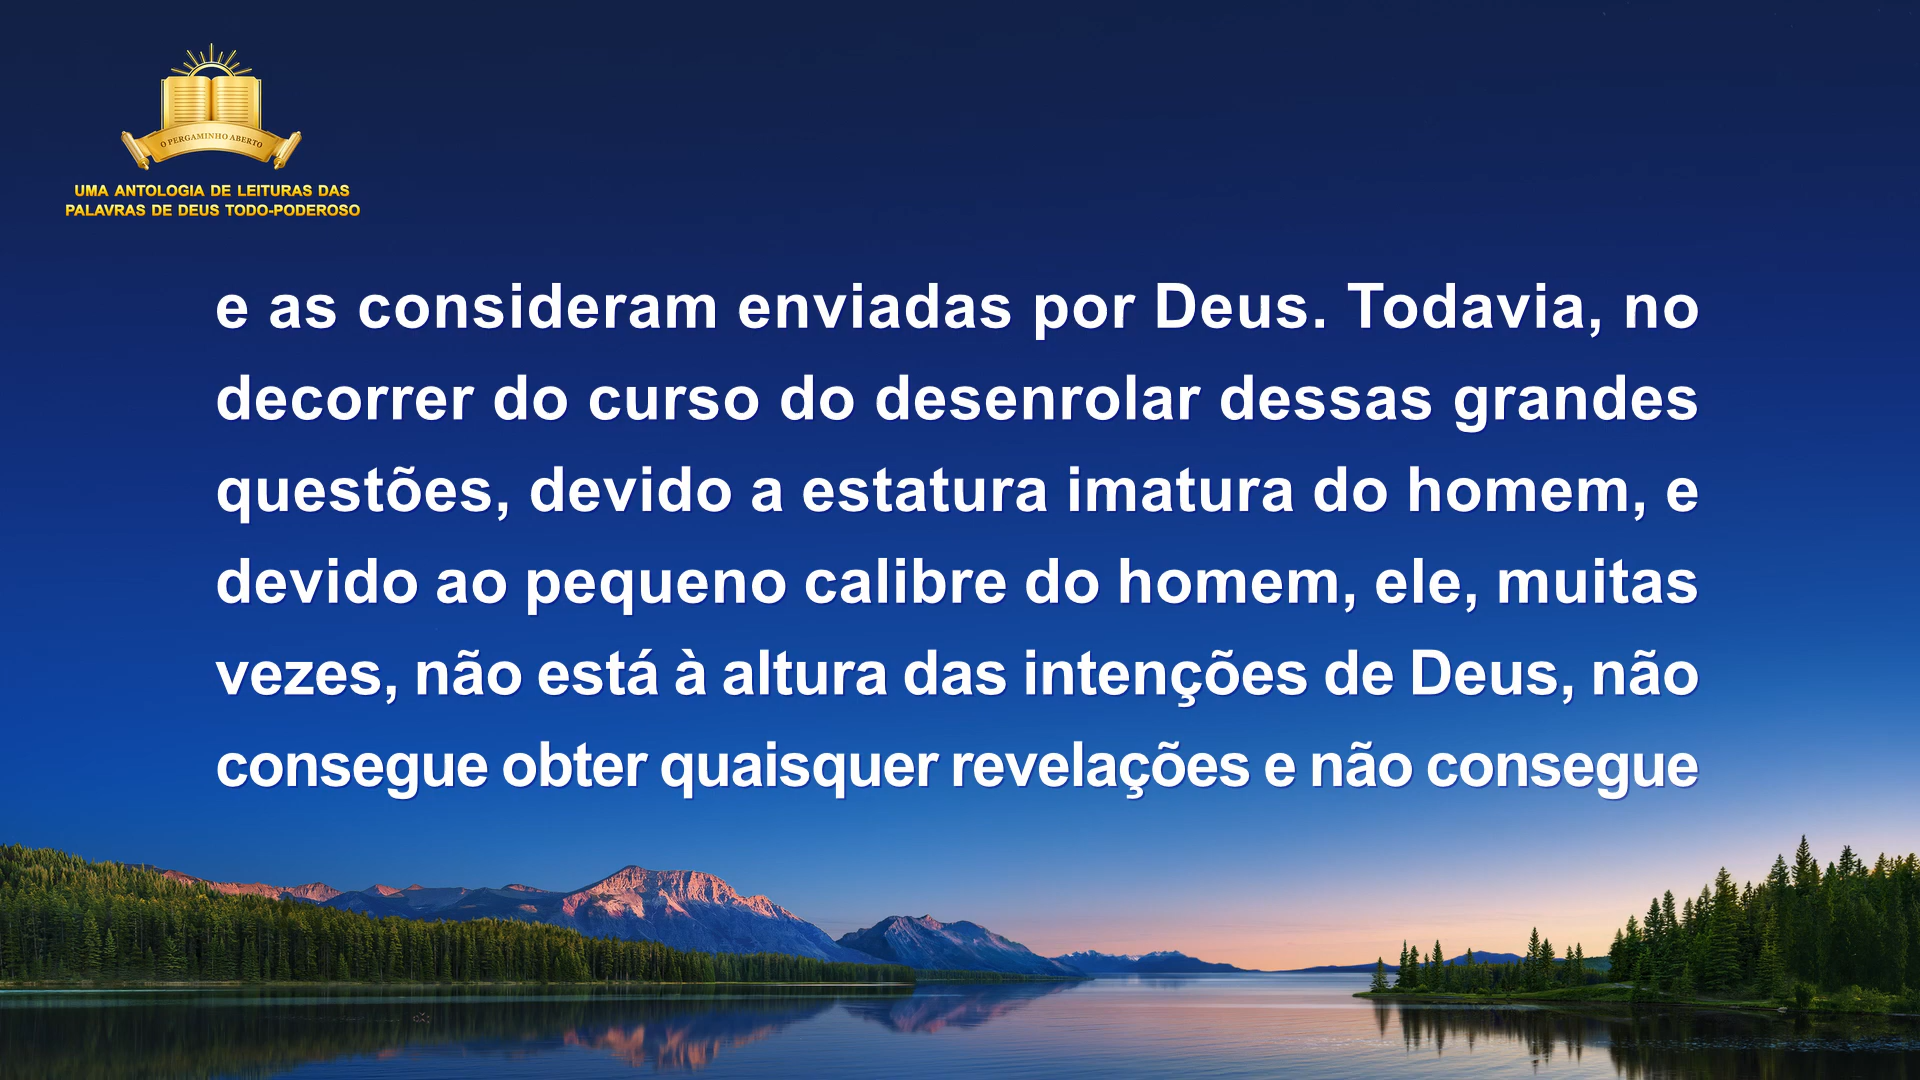 O PERGAMINHO ABERTO
UMA ANTOLOGIA DE LEITURAS DAS
PALAVRAS DE DEUS TODO-PODEROSO
e as consideram enviadas por Deus. Todavia, no
decorrer do curso do desenrolar dessas grandes
questões, devido a estatura imatura do homem, e
devido ao pequeno calibre do homem, ele, muitas
vezes, não está à altura das intenções de Deus, não
consegue obter quaisquer revelações e não consegue